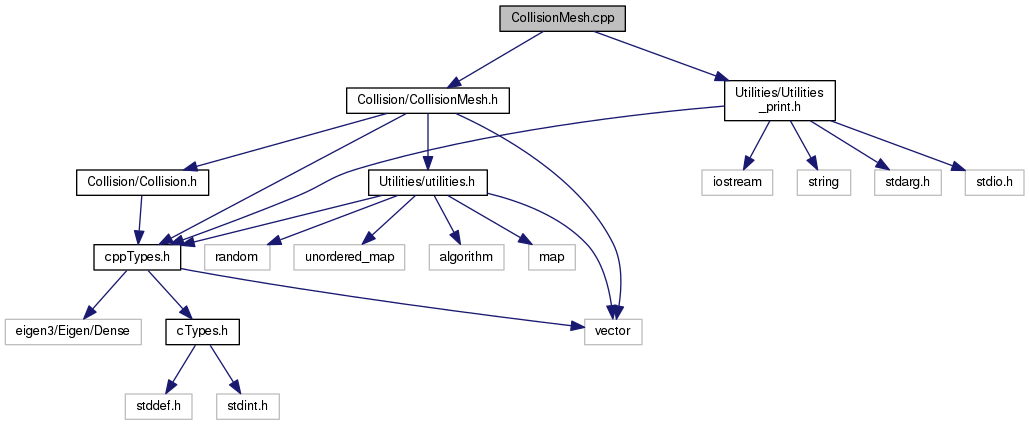 CollisionMesh.cpp
Collision/CollisionMesh.h
Utilities/Utilities
_print.h
Collision/Collision.h
Utilities/utilities.h
iostream
string
stdarg.h
stdio.h
cppTypes.h
random
unordered_map
algorithm
map
eigen3/Eigen/Dense
cTypes.h
vector
stddef.h
stdint.h